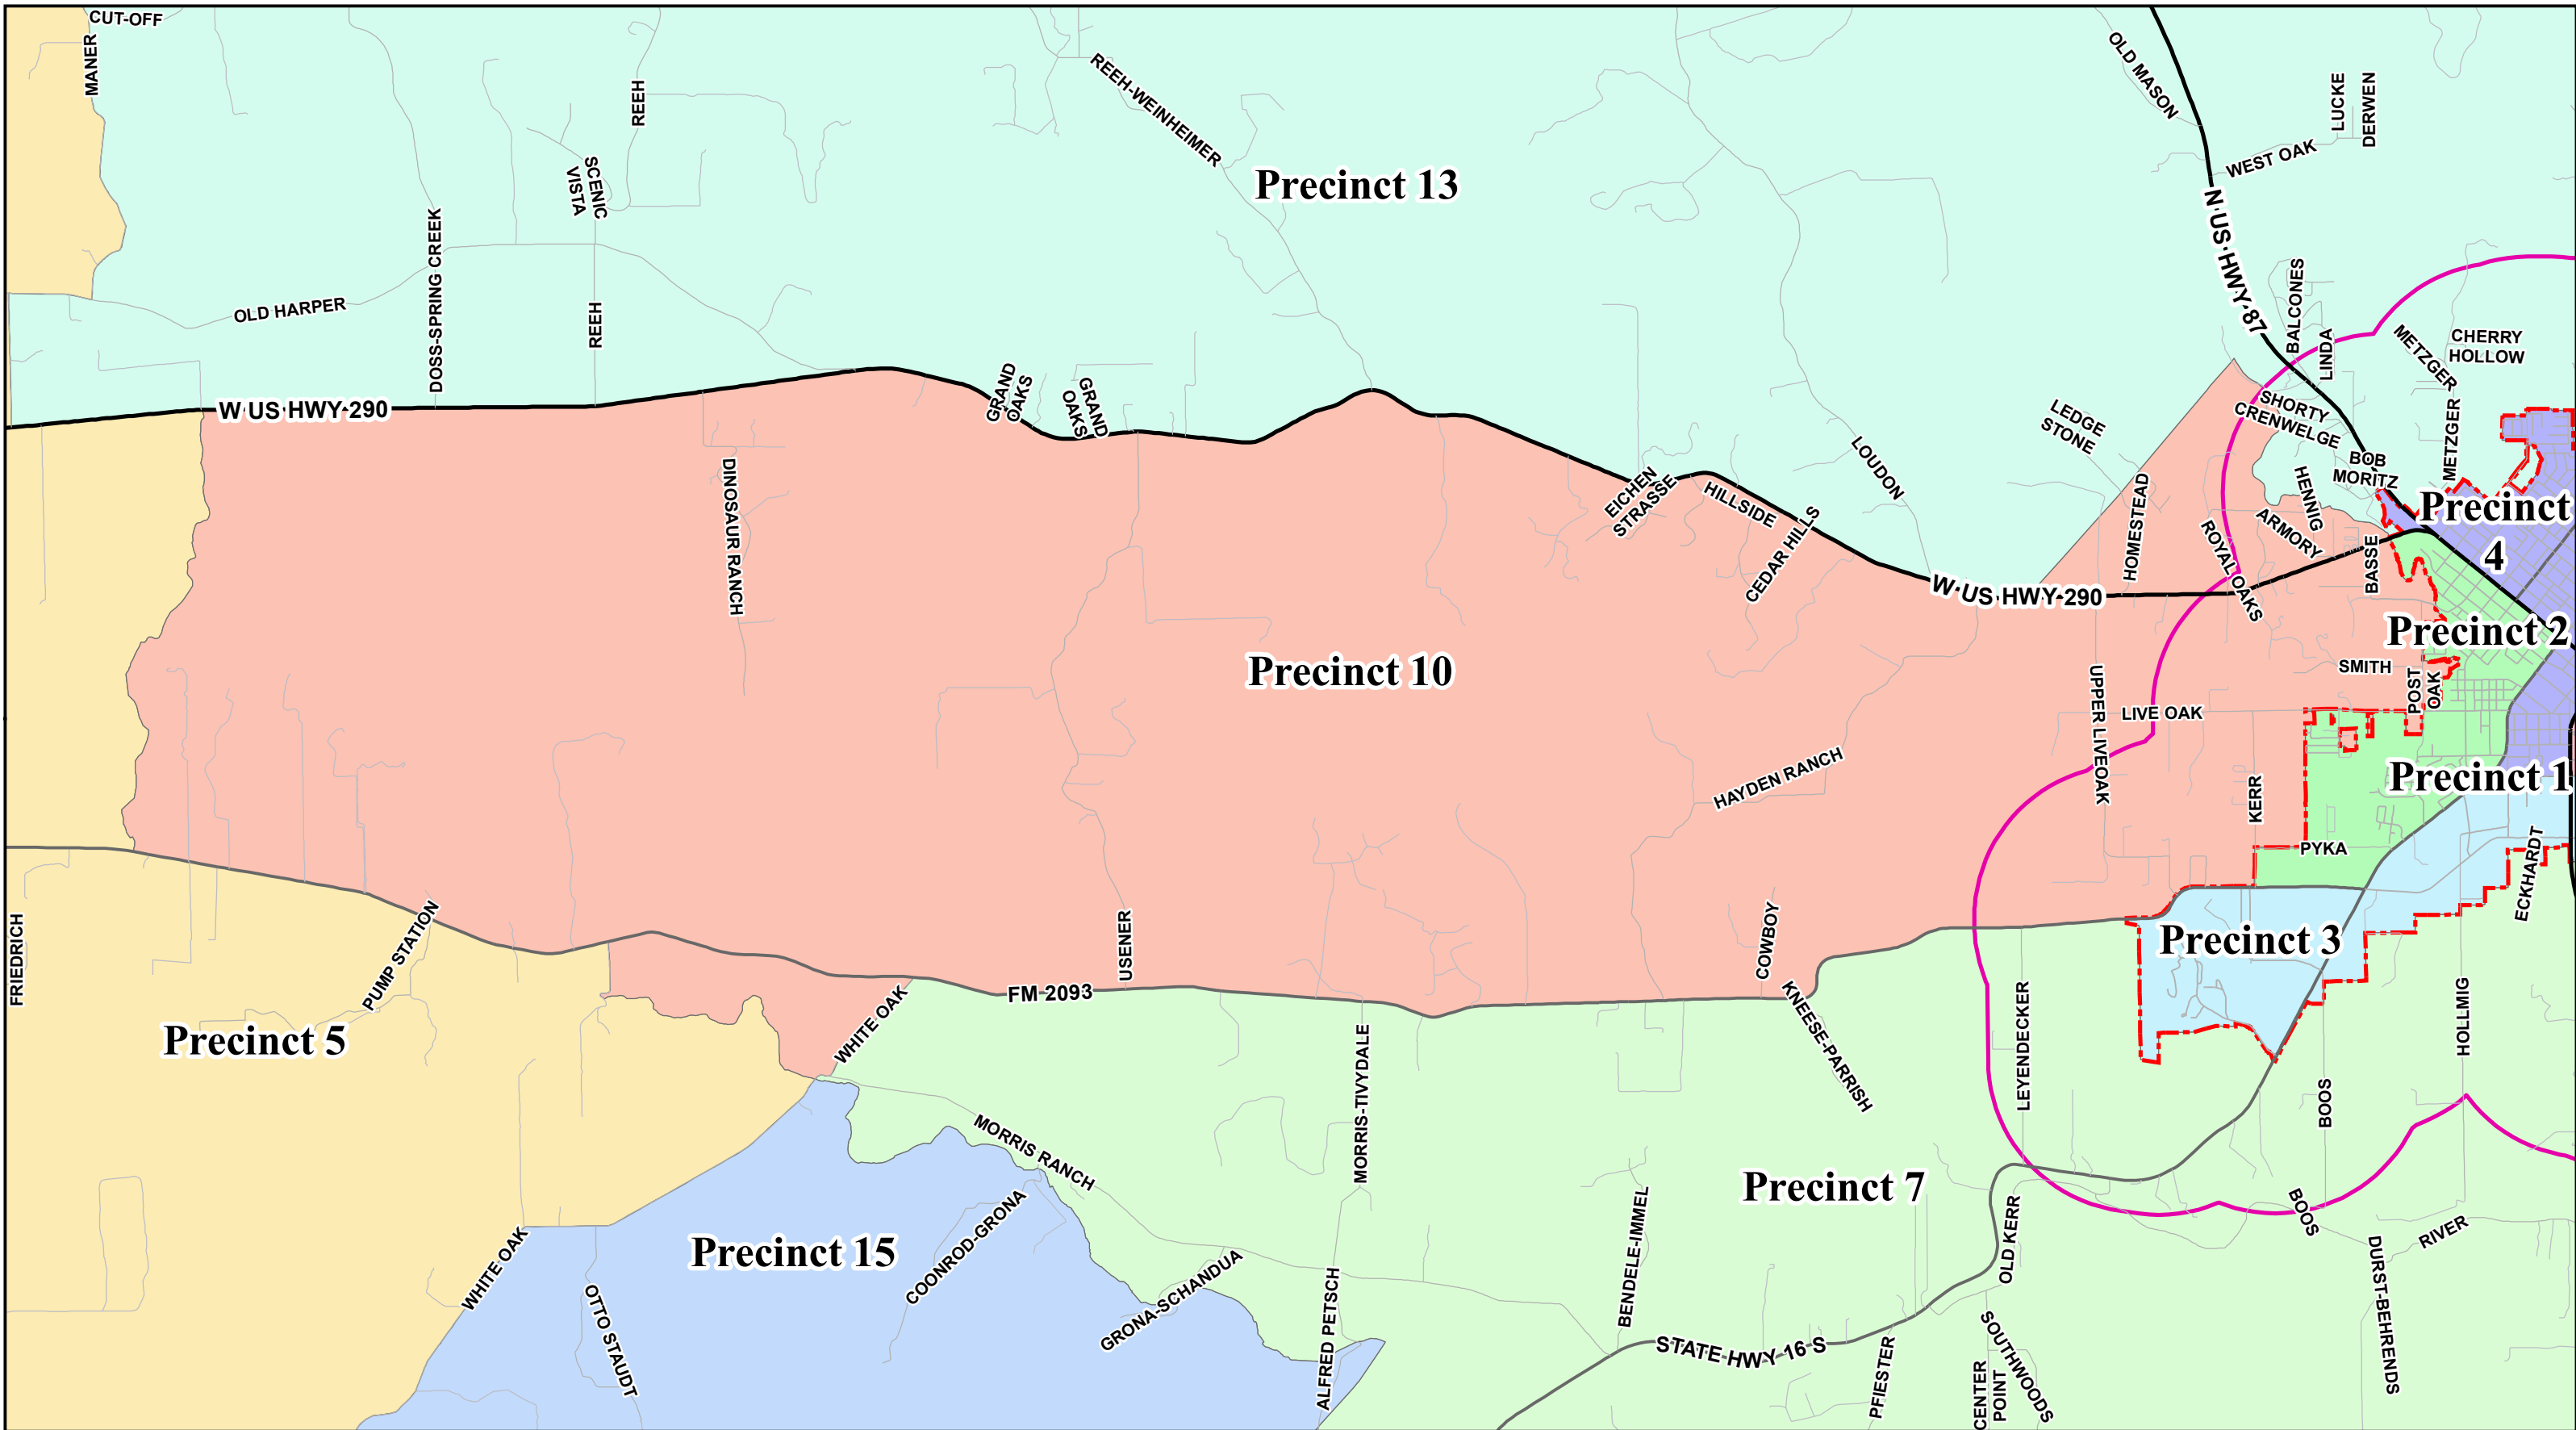 CUT-OFF
MANER
REEH
REEH-WEINHEIMER
OLD MASON
LUCKE
DERWEN
WEST OAK
SCENIC
VISTA
Precinct 13
N US HWY 87
DOSS-SPRING CREEK
OLD HARPER
REEH
BALCONES
LINDA
METZGER
CHERRY
HOLLOW
W US HWY 290
GRAND
OAKS
GRAND
OAKS
SHORTY
CRENWELGE
LEDGE
STONE
METZGER
BOB
MORITZ
LOUDON
DINOSAUR RANCH
EICHEN
STRASSE
HILLSIDE
CEDAR HILLS
HOMESTEAD
HENNIG
ARMORY
ROYAL OAKS
BASSE
Precinct
4
W US HWY 290
Precinct 2
Precinct 10
SMITH
POST
OAK
UPPER LIVEOAK
LIVE OAK
HAYDEN RANCH
KERR
Precinct 1
PYKA
ECKHARDT
FRIEDRICH
PUMP STATION
USENER
COWBOY
Precinct 3
FM 2093
WHITE OAK
KNEESE-PARRISH
LEYENDECKER
HOLLMIG
Precinct 5
MORRIS-TIVYDALE
BOOS
MORRIS RANCH
Precinct 7
COONROD-GRONA
Precinct 15
WHITE OAK
BENDELE-IMMEL
OLD KERR
BOOS
RIVER
GRONA-SCHANDUA
ALFRED PETSCH
DURST-BEHRENDS
OTTO STAUDT
STATE HWY 16 S
PFIESTER
SOUTHWOODS
CENTER
POINT